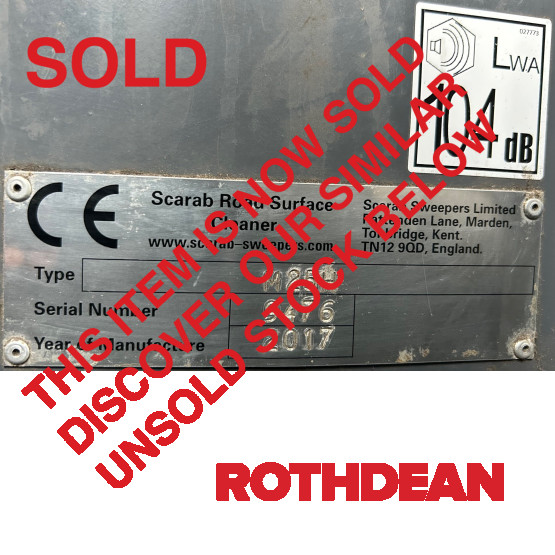 SOLD
027773
LWA
104 dB
CE
Scarab Road Surface
Cleaner
www.scarab-sweepers.com
Scarab Sweepers Limited
Pattenden Lane, Marden,
Tonbridge, Kent.
TN12 9QD, England.
Type
Serial Number
Year of Manufacture 2017
THIS ITEM IS NOW SOLD
DISCOVER OUR SIMILAR
UNSOLD STOCK BELOW
ROTHDEAN